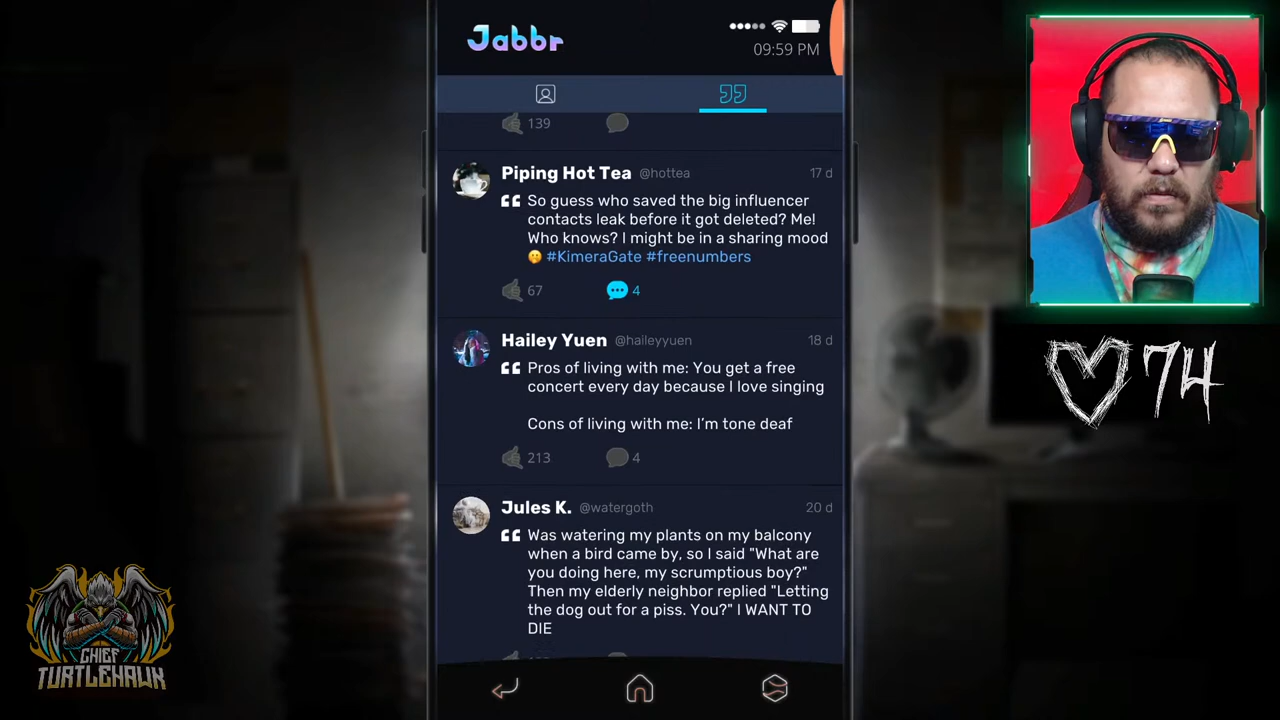 Jabbr
09:59 PM
139
Piping Hot Tea @hottea 17 d
So guess who saved the big influencer
contacts leak before it got deleted? Me!
Who knows? I might be in a sharing mood
🤭 #KimeraGate #freenumbers
67 4
Hailey Yuen @haileyyuen 18 d
Pros of living with me: You get a free
concert every day because I love singing
Cons of living with me: I'm tone deaf
213 4
Jules K. @watergoth 20 d
Was watering my plants on my balcony
when a bird came by, so I said "What are
you doing here, my scrumptious boy?"
Then my elderly neighbor replied "Letting
the dog out for a piss. You?" I WANT TO
DIE
74
CHIEF
TURTLEHAWK